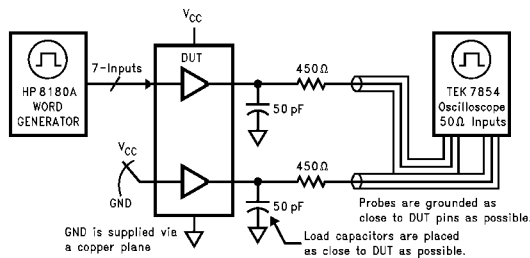 VCC
7-Inputs
DUT
HP 8180A
WORD
GENERATOR
450Ω
50 pF
TEK 7854
Oscilloscope
50Ω Inputs
VCC
GND
450Ω
50 pF
Probes are grounded as
close to DUT pins as possible.
GND is supplied via
a copper plane
Load capacitors are placed
as close to DUT as possible.